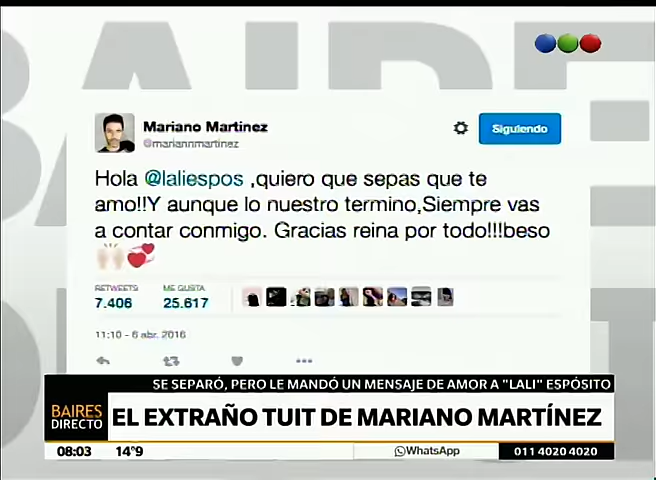 BAIRE
DI
T
Mariano Martinez
@mariannmartinez
Siguiendo
Hola @laliespos ,quiero que sepas que te
amo!!Y aunque lo nuestro termino,Siempre vas
a contar conmigo. Gracias reina por todo!!!beso
RETWEETS ME GUSTA
7.406 25.617
11:10 - 6 abr. 2016
SE SEPARÓ, PERO LE MANDÓ UN MENSAJE DE AMOR A "LALI" ESPÓSITO
BAIRES
DIRECTO
EL EXTRAÑO TUIT DE MARIANO MARTÍNEZ
08:03 14°9 WhatsApp 011 4020 4020